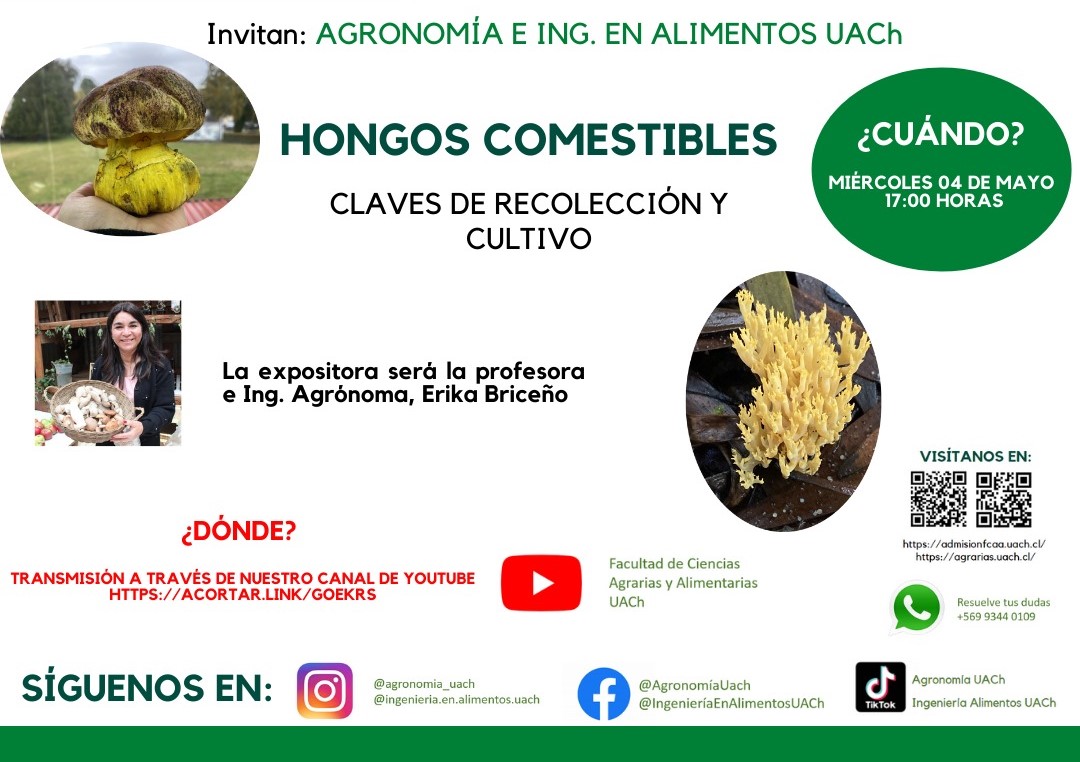 Invitan: AGRONOMÍA E ING. EN ALIMENTOS UACh
HONGOS COMESTIBLES
CLAVES DE RECOLECCIÓN Y
CULTIVO
¿CUÁNDO?
MIÉRCOLES 04 DE MAYO
17:00 HORAS
La expositora será la profesora
e Ing. Agrónoma, Erika Briceño
VISÍTANOS EN:
https://admisionfcaa.uach.cl/
https://agrarias.uach.cl/
¿DÓNDE?
TRANSMISIÓN A TRAVÉS DE NUESTRO CANAL DE YOUTUBE
HTTPS://ACORTAR.LINK/GOEKRS
Facultad de Ciencias
Agrarias y Alimentarias
UACh
Resuelve tus dudas
+569 9344 0109
SÍGUENOS EN:
@agronomia_uach
@ingenieria.en.alimentos.uach
@AgronomíaUach
@IngenieríaEnAlimentosUACh
TikTok
Agronomía UACh
Ingeniería Alimentos UACh